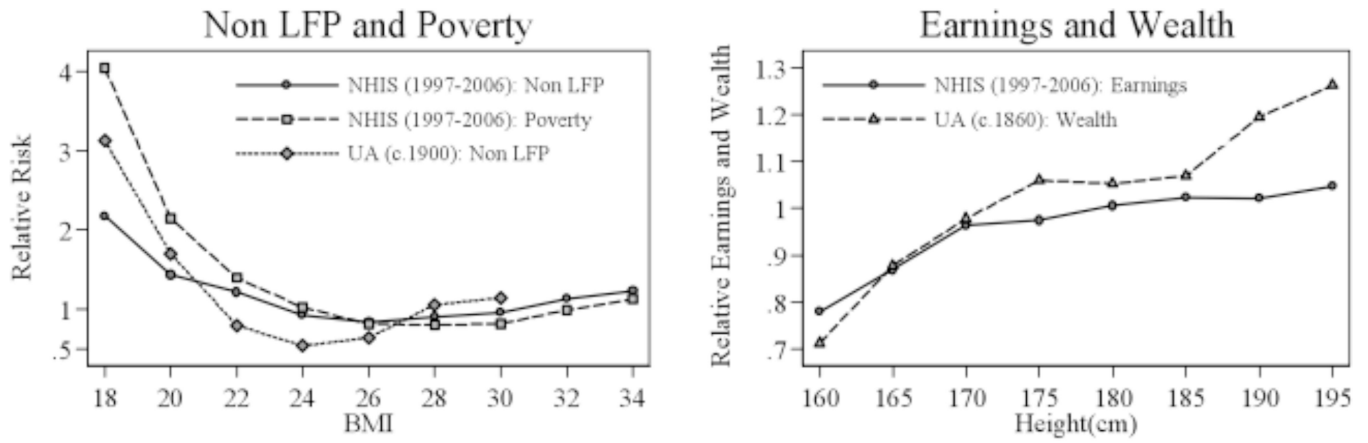 Non LFP and Poverty
Relative Risk
4
3
2
1
.5
NHIS (1997-2006): Non LFP
NHIS (1997-2006): Poverty
UA (c.1900): Non LFP
18 20 22 24 26 28 30 32 34
BMI
Earnings and Wealth
Relative Earnings and Wealth
1.3
1.2
1.1
1
.9
.8
.7
NHIS (1997-2006): Earnings
UA (c.1860): Wealth
160 165 170 175 180 185 190 195
Height(cm)